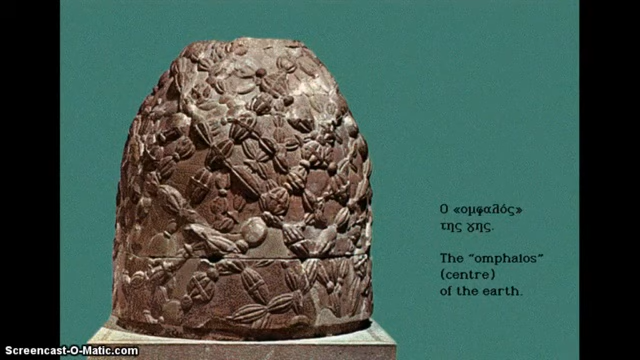 Ο «ομφαλός»
της γης.
The "omphalos"
(centre)
of the earth.
Screencast-O-Matic.com